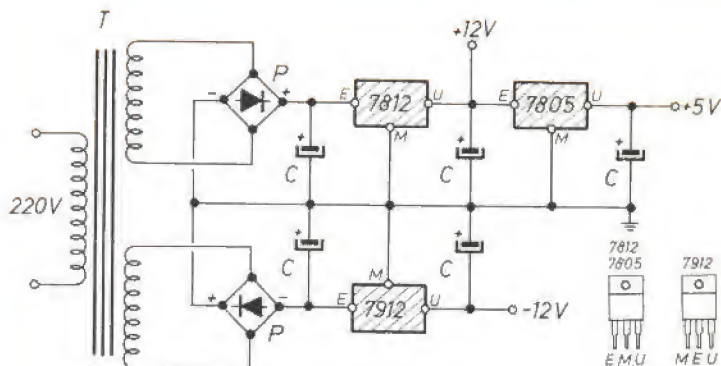 T
+12V
P
- +
E 7812 U
E 7805 U
+5V
M
M
+
C
+
C
+
C
220V
+
C
+
C
M
+ -
E 7912 U
-12V
P
7812
7805
7912
E M U
M E U